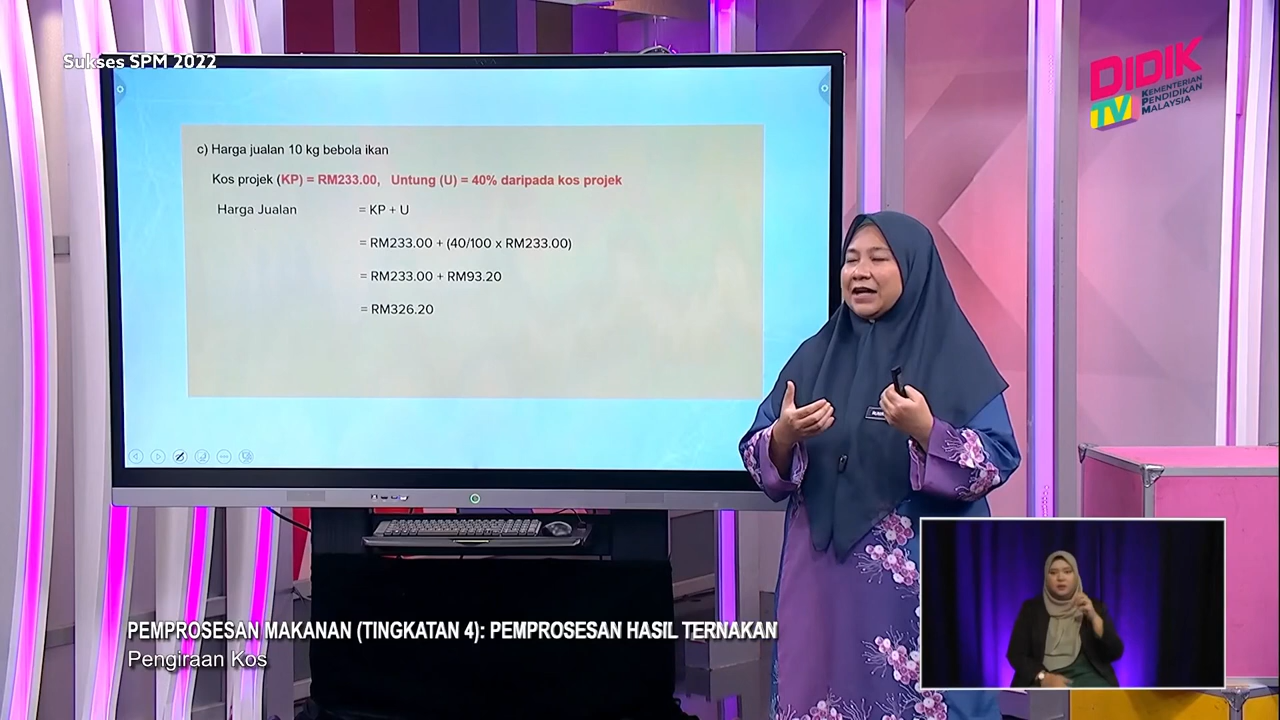 Sukses SPM 2022
DIDIK
TV
KEMENTERIAN
PENDIDIKAN
MALAYSIA
c) Harga jualan 10 kg bebola ikan
Kos projek (KP) = RM233.00, Untung (U) = 40% daripada kos projek
Harga Jualan = KP + U
= RM233.00 + (40/100 x RM233.00)
= RM233.00 + RM93.20
= RM326.20
PEMPROSESAN MAKANAN (TINGKATAN 4): PEMPROSESAN HASIL TERNAKAN
Pengiraan Kos